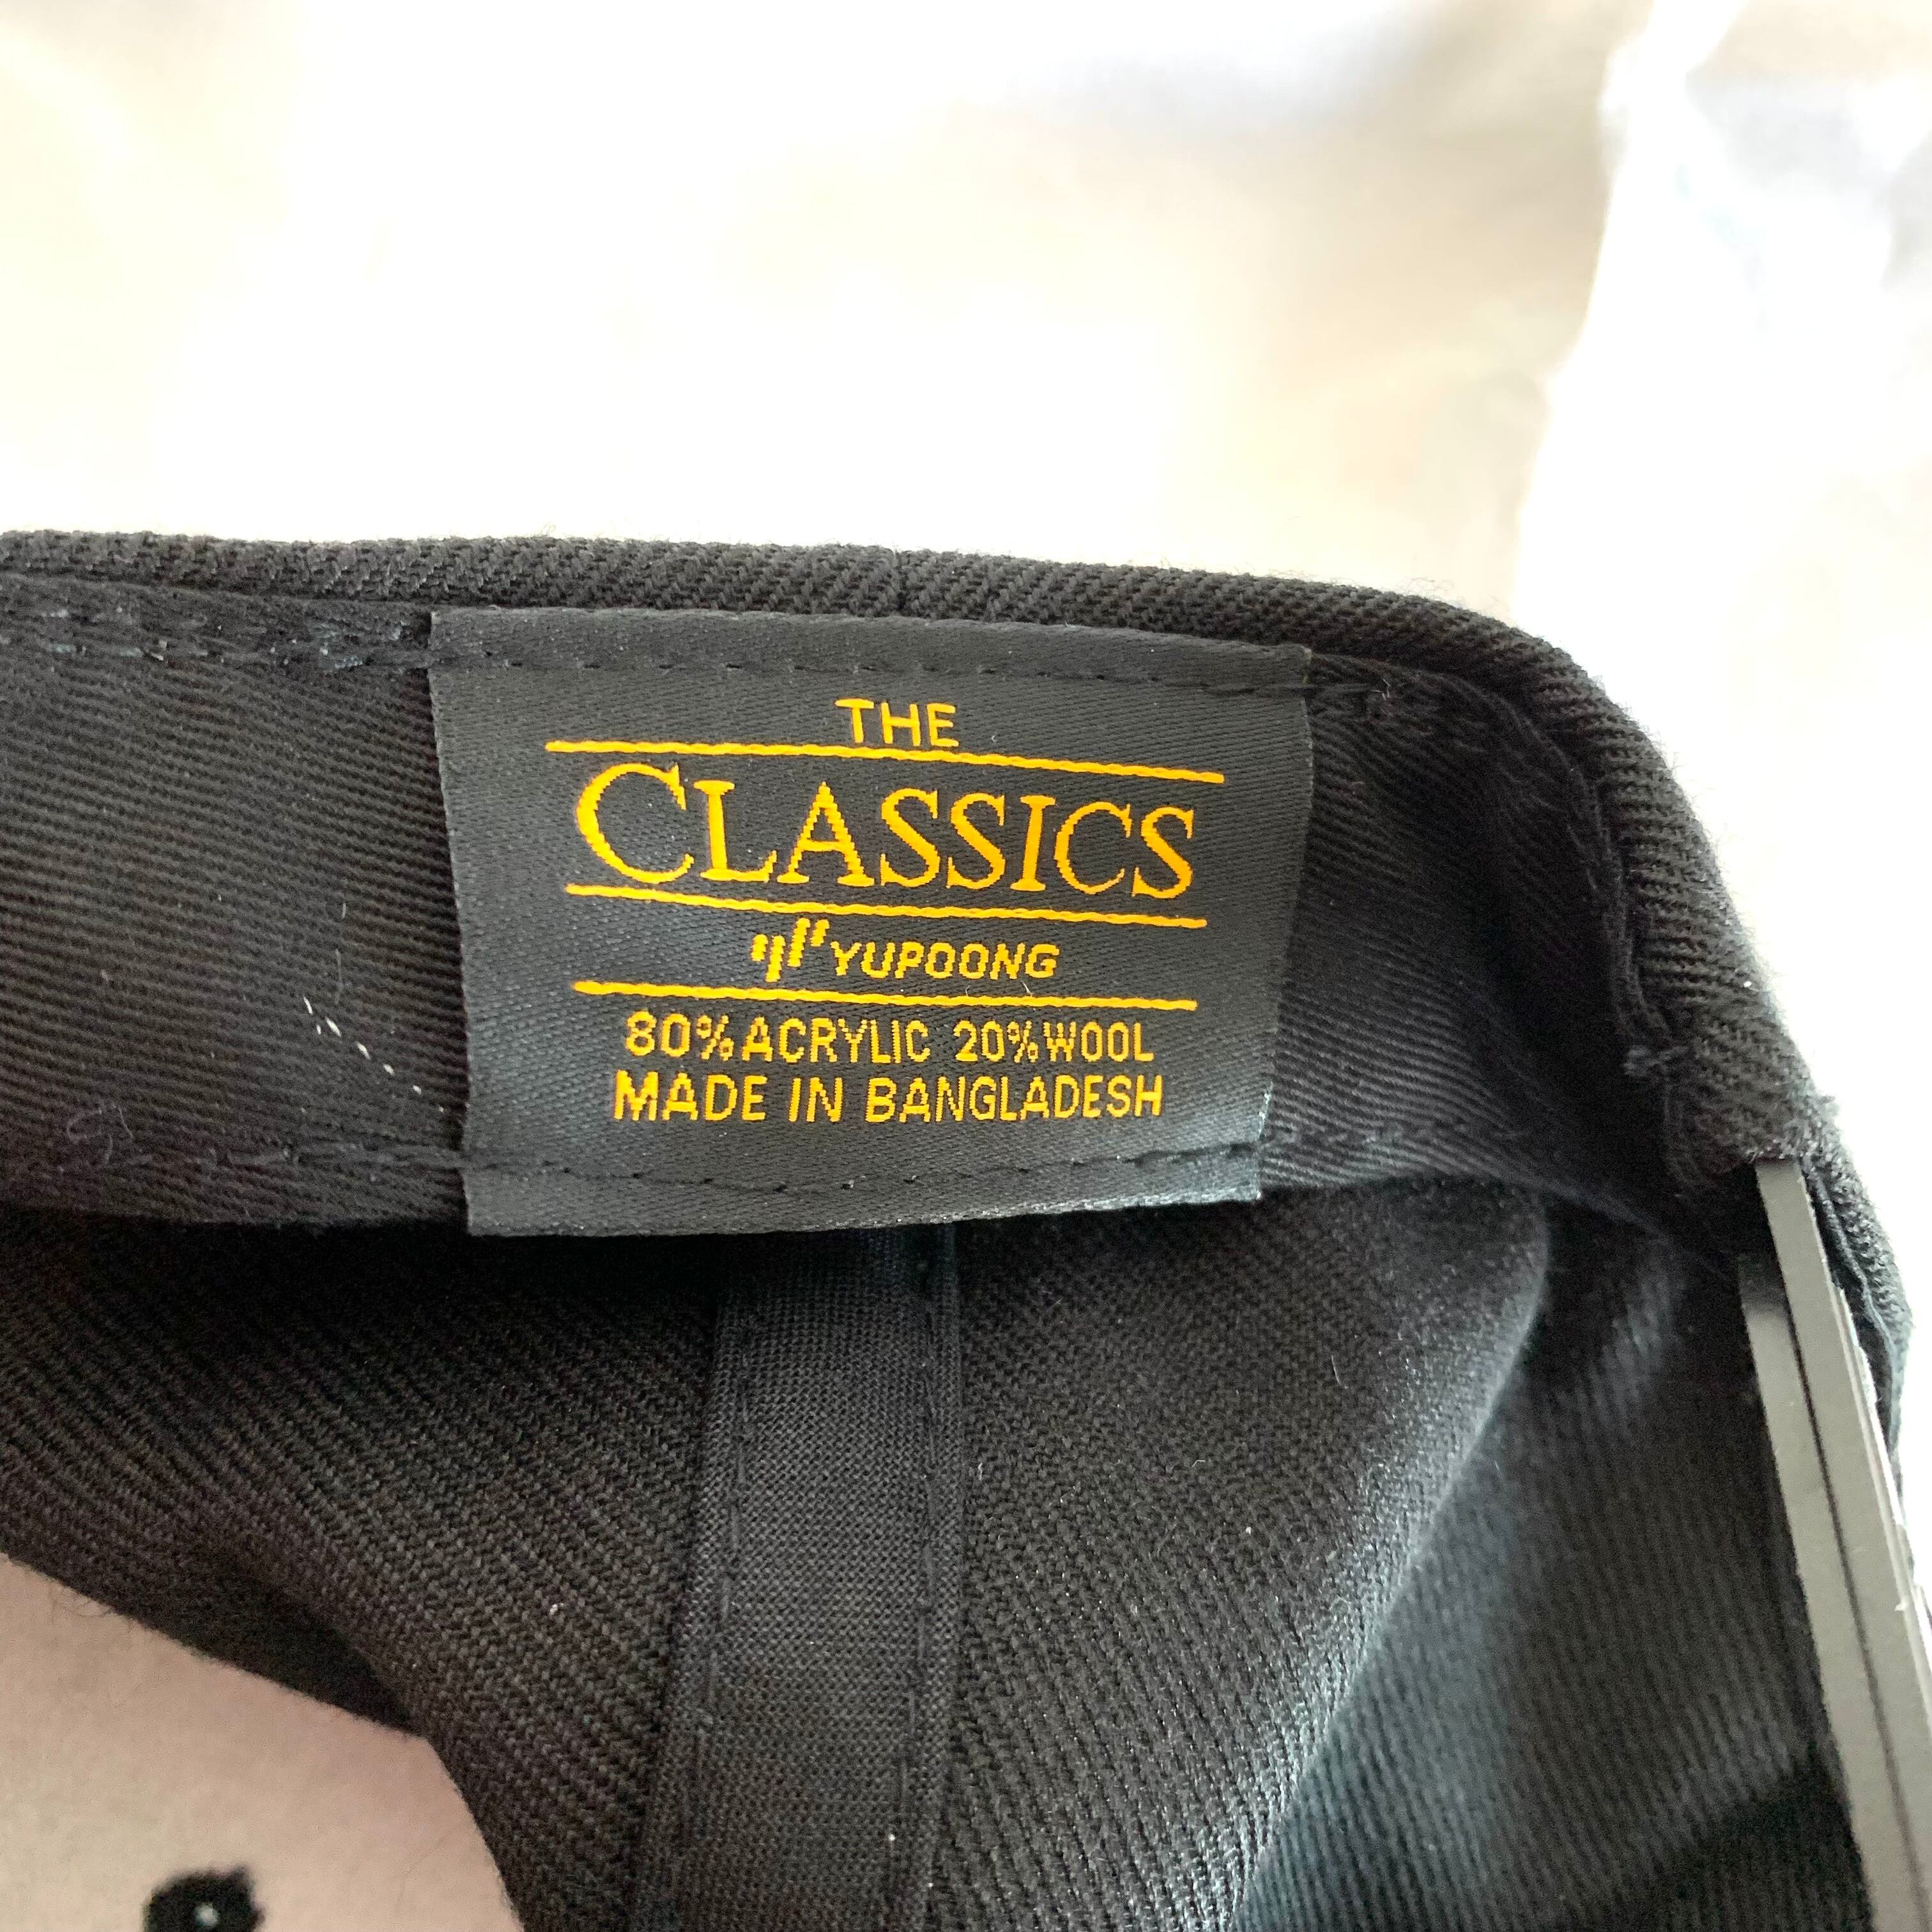 THE
CLASSICS
YUPOONG
80% ACRYLIC 20% WOOL
MADE IN BANGLADESH